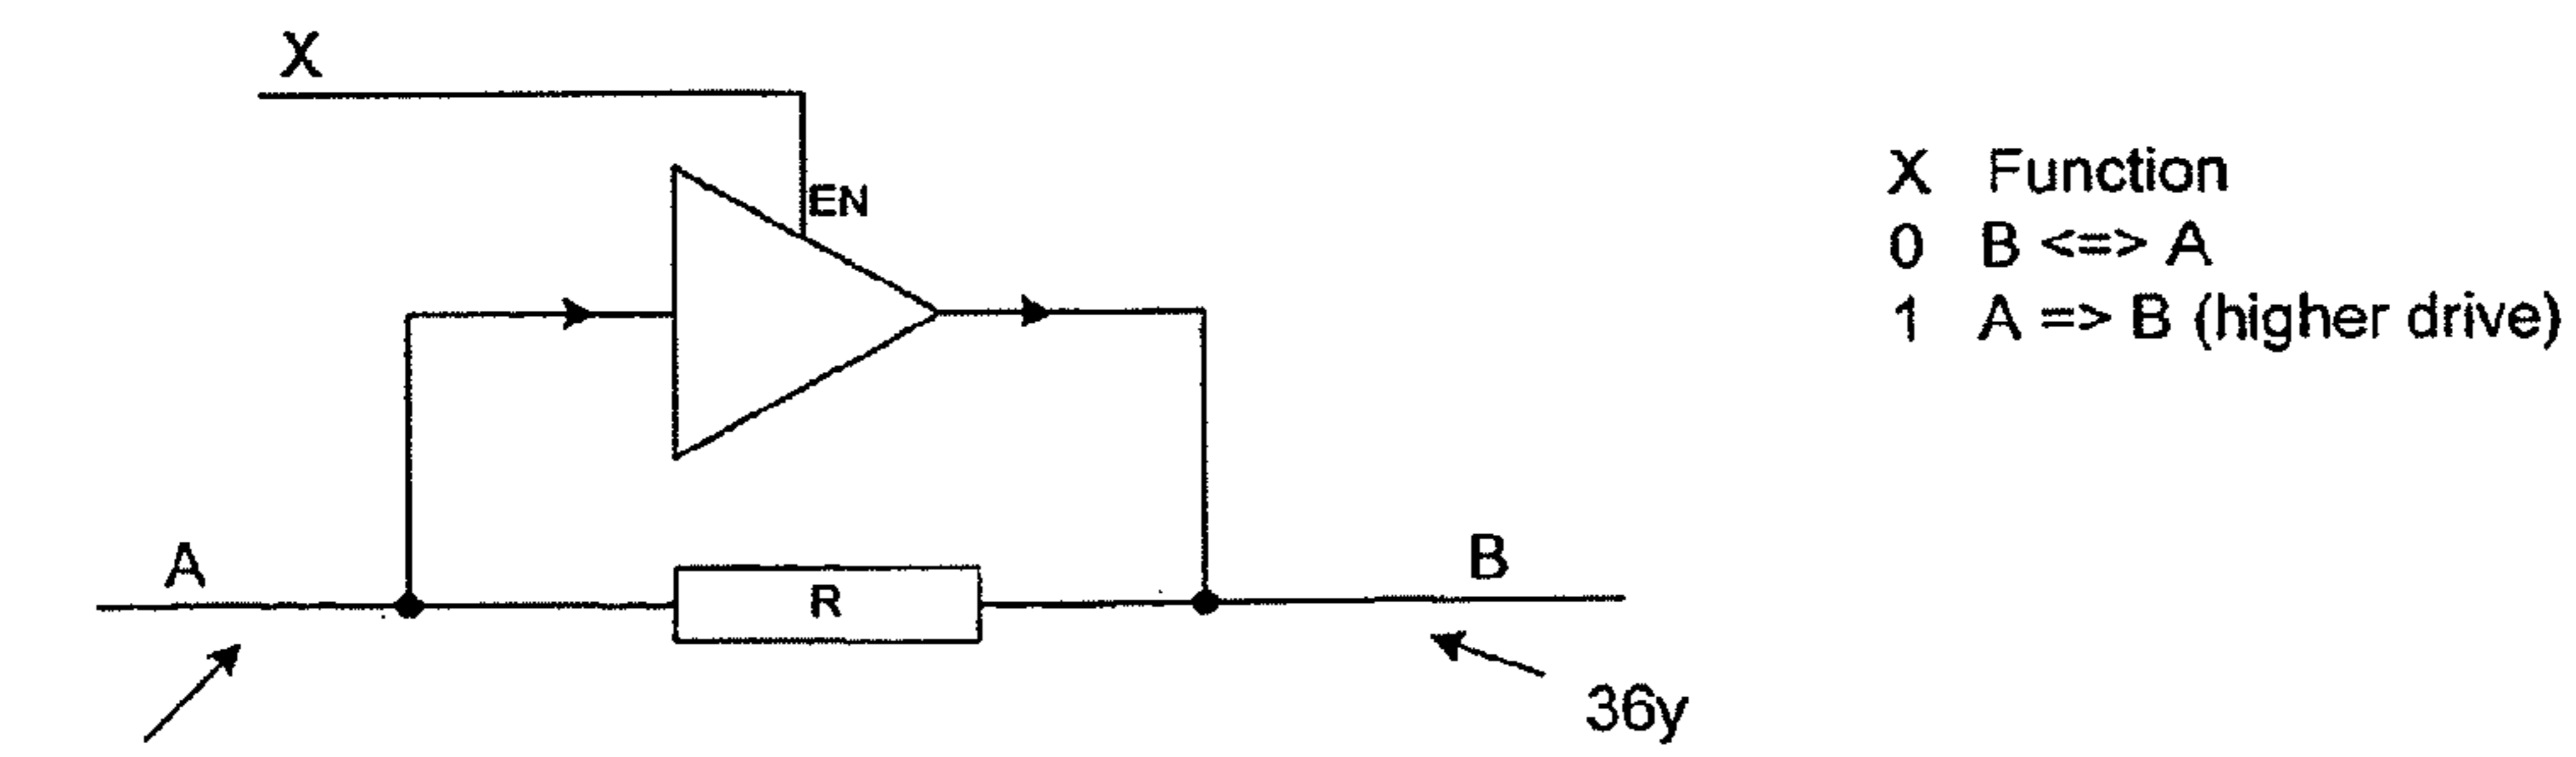 X
EN
X Function
0 B <=> A
1 A => B (higher drive)
A
R
B
36y